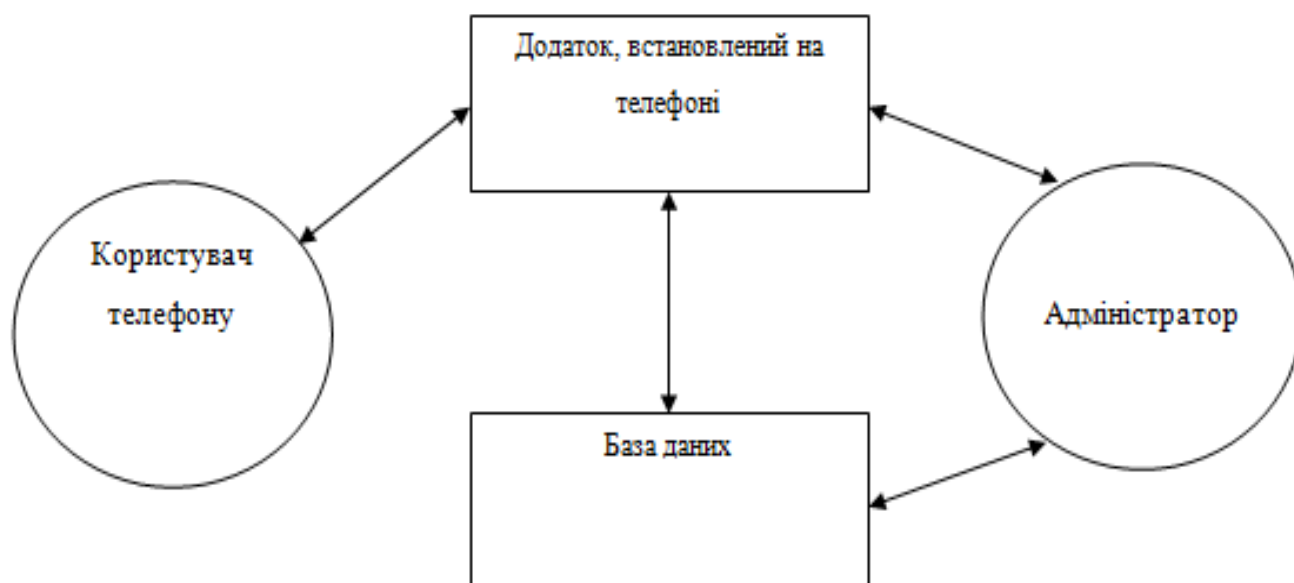 Додаток, встановлений на
телефоні
Користувач
телефону
Адміністратор
База даних